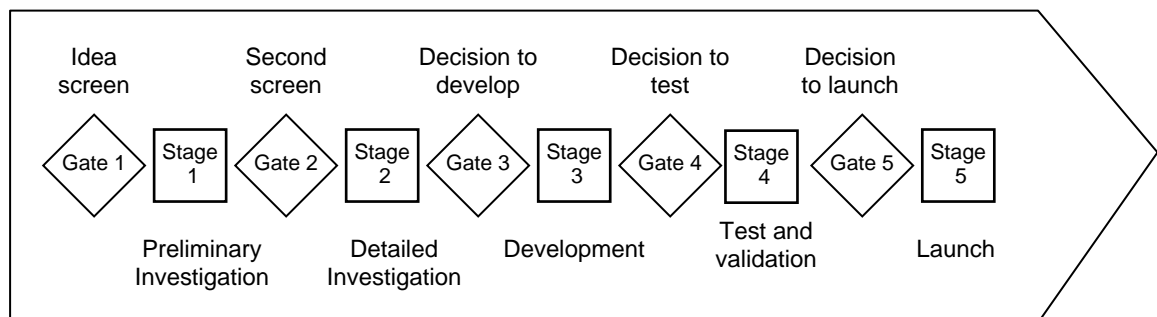 Idea
screen
Second
screen
Decision to
develop
Decision to
test
Decision
to launch
Gate 1
Stage
1
Gate 2
Stage
2
Gate 3
Stage
3
Gate 4
Stage
4
Gate 5
Stage
5
Preliminary
Investigation
Detailed
Investigation
Development
Test and
validation
Launch